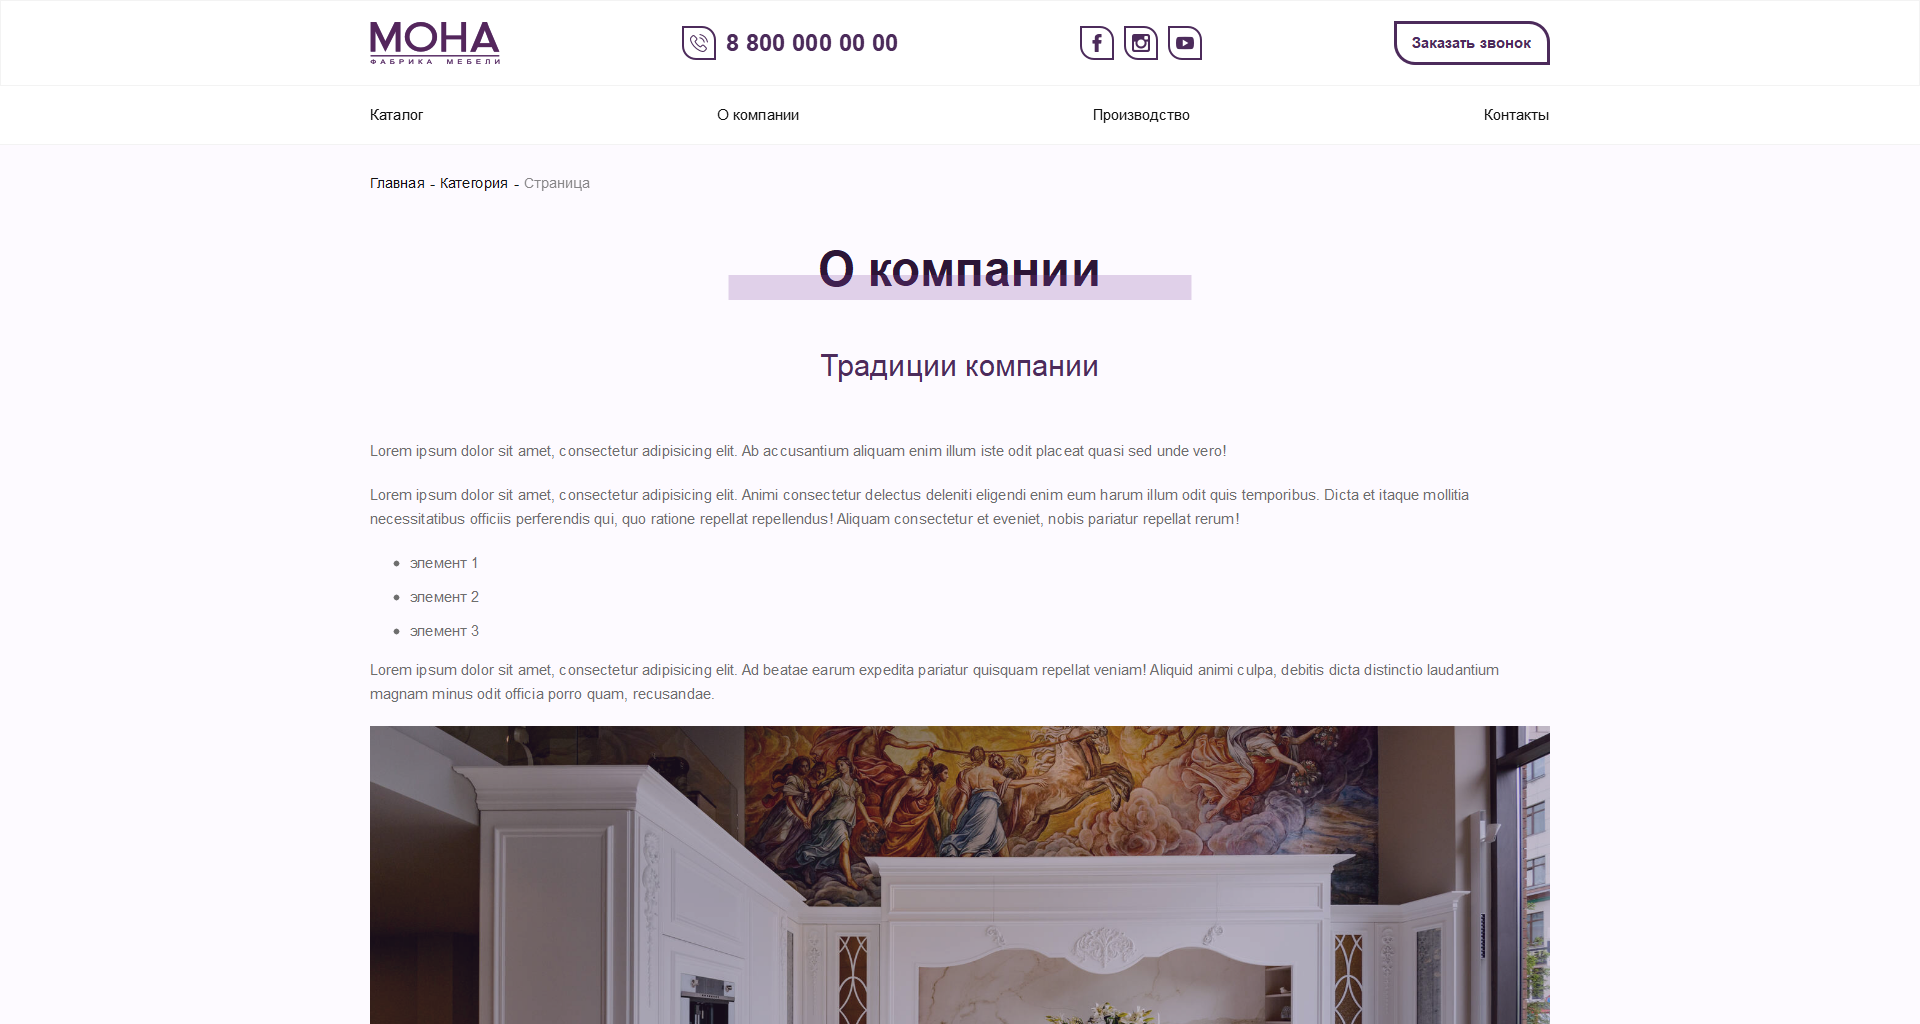 МОНА
ФАБРИКА МЕБЕЛИ
8 800 000 00 00
Заказать звонок
Каталог
О компании
Производство
Контакты
Главная - Категория - Страница
О компании
Традиции компании
Lorem ipsum dolor sit amet, consectetur adipisicing elit. Ab accusantium aliquam enim illum iste odit placeat quasi sed unde vero!
Lorem ipsum dolor sit amet, consectetur adipisicing elit. Animi consectetur delectus deleniti eligendi enim eum harum illum odit quis temporibus. Dicta et itaque mollitia
necessitatibus officiis perferendis qui, quo ratione repellat repellendus! Aliquam consectetur et eveniet, nobis pariatur repellat rerum!
• элемент 1
• элемент 2
• элемент 3
Lorem ipsum dolor sit amet, consectetur adipisicing elit. Ad beatae earum expedita pariatur quisquam repellat veniam! Aliquid animi culpa, debitis dicta distinctio laudantium
magnam minus odit officia porro quam, recusandae.